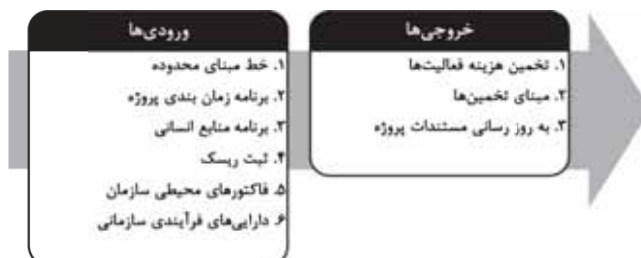 ورودی‌ها
۱. خط مبنای محدوده
۲. برنامه زمان بندی پروژه
۳. برنامه منابع انسانی
۴. ثبت ریسک
۵. فاکتورهای محیطی سازمان
۶. دارایی‌های فرآیندی سازمانی
خروجی‌ها
۱. تخمین هزینه فعالیت‌ها
۲. مبنای تخمین‌ها
۳. به روز رسانی مستندات پروژه